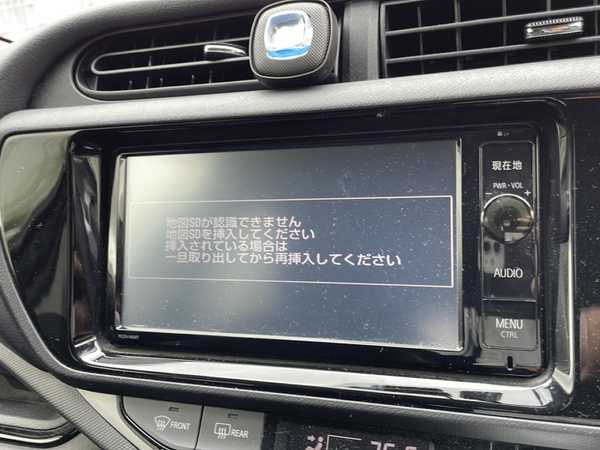 現在地
PWR・VOL
− +
地図SDが認識できません
地図SDを挿入してください
挿入されている場合は
一旦取り出してから再挿入してください
AUDIO
MENU
CTRL
FRONT
REAR